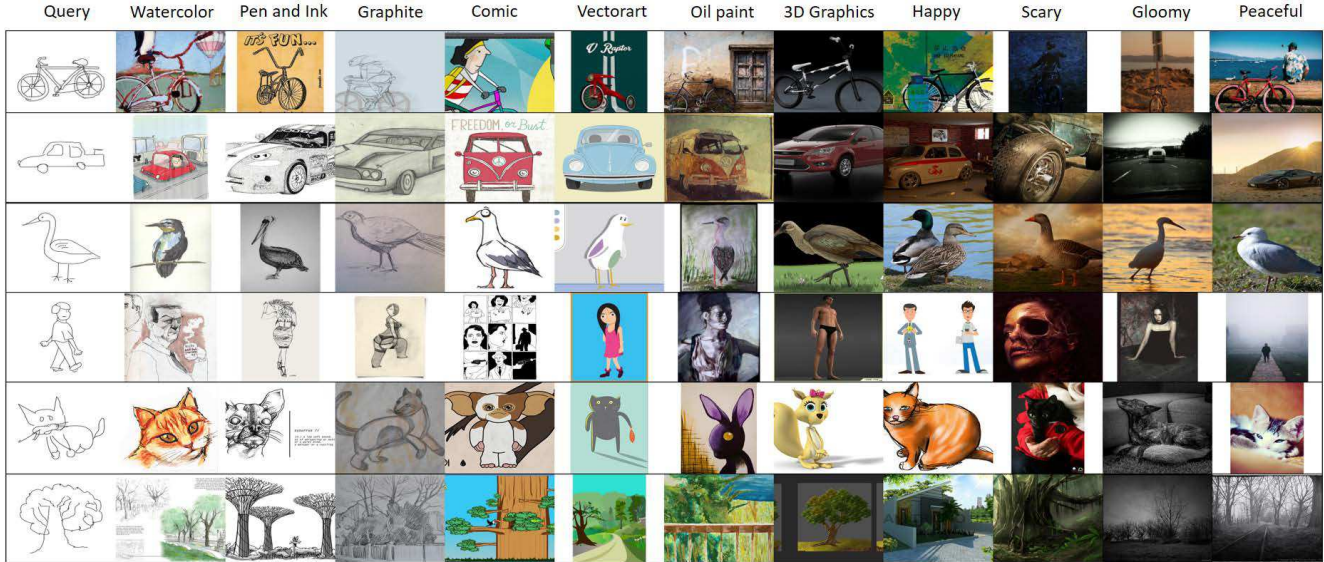 Query Watercolor Pen and Ink Graphite Comic Vectorart Oil paint 3D Graphics Happy Scary Gloomy Peaceful
IT'S FUN...
V Raptor
FREEDOM or Bust